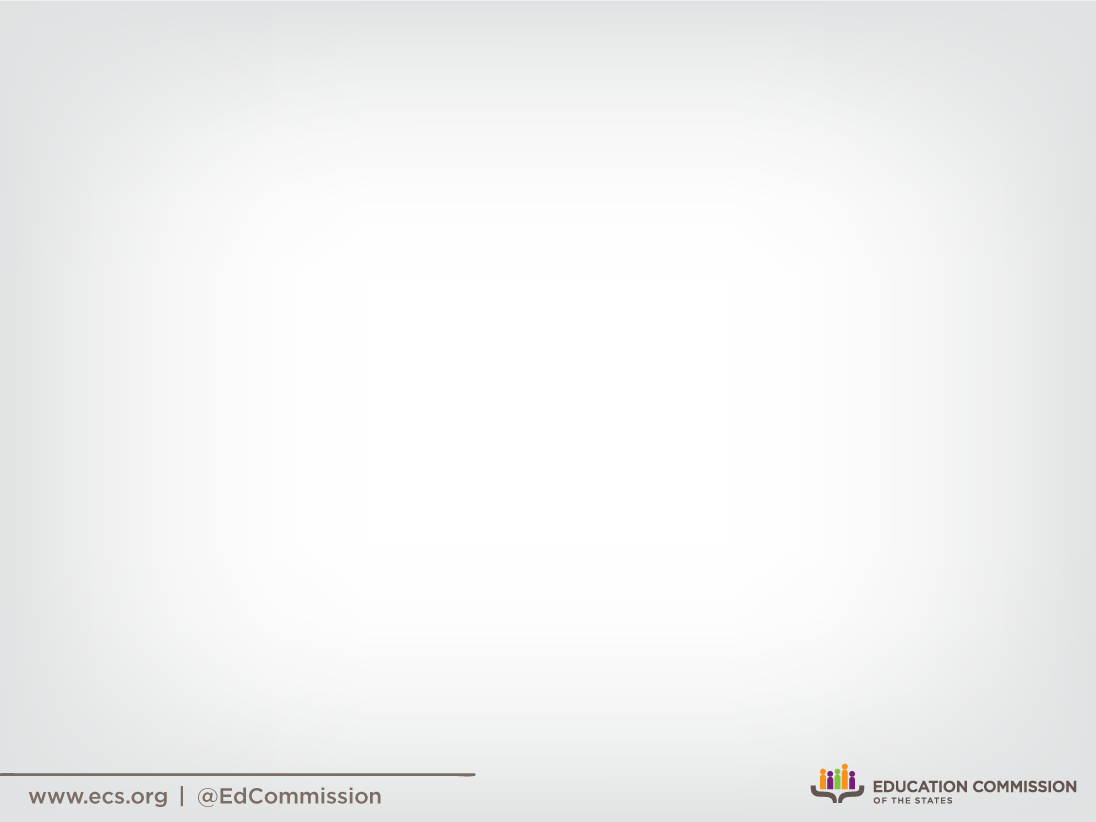 www.ecs.org | @EdCommission
EDUCATION COMMISSION
OF THE STATES